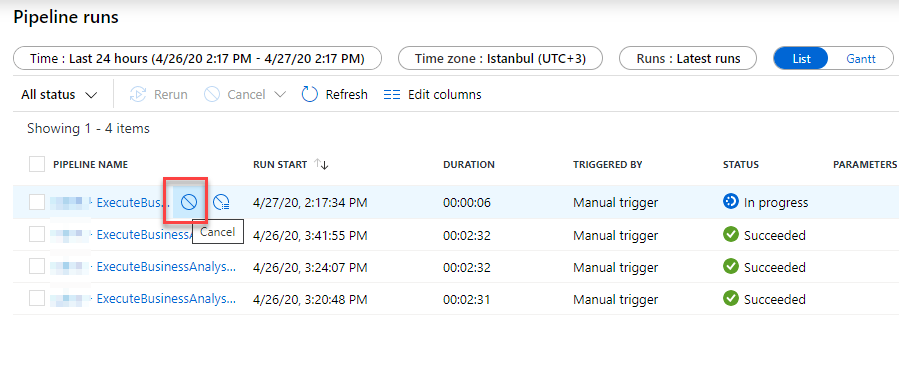 Pipeline runs
Time : Last 24 hours (4/26/20 2:17 PM - 4/27/20 2:17 PM) Time zone : Istanbul (UTC+3) Runs : Latest runs List Gantt
All status Rerun Cancel Refresh Edit columns
Showing 1 - 4 items
PIPELINE NAME RUN START DURATION TRIGGERED BY STATUS PARAMETERS
ExecuteBus... 4/27/20, 2:17:34 PM 00:00:06 Manual trigger In progress
Cancel
ExecuteBusinessA 4/26/20, 3:41:55 PM 00:02:32 Manual trigger Succeeded
ExecuteBusinessAnalys... 4/26/20, 3:24:07 PM 00:02:32 Manual trigger Succeeded
ExecuteBusinessAnalys... 4/26/20, 3:20:48 PM 00:02:31 Manual trigger Succeeded